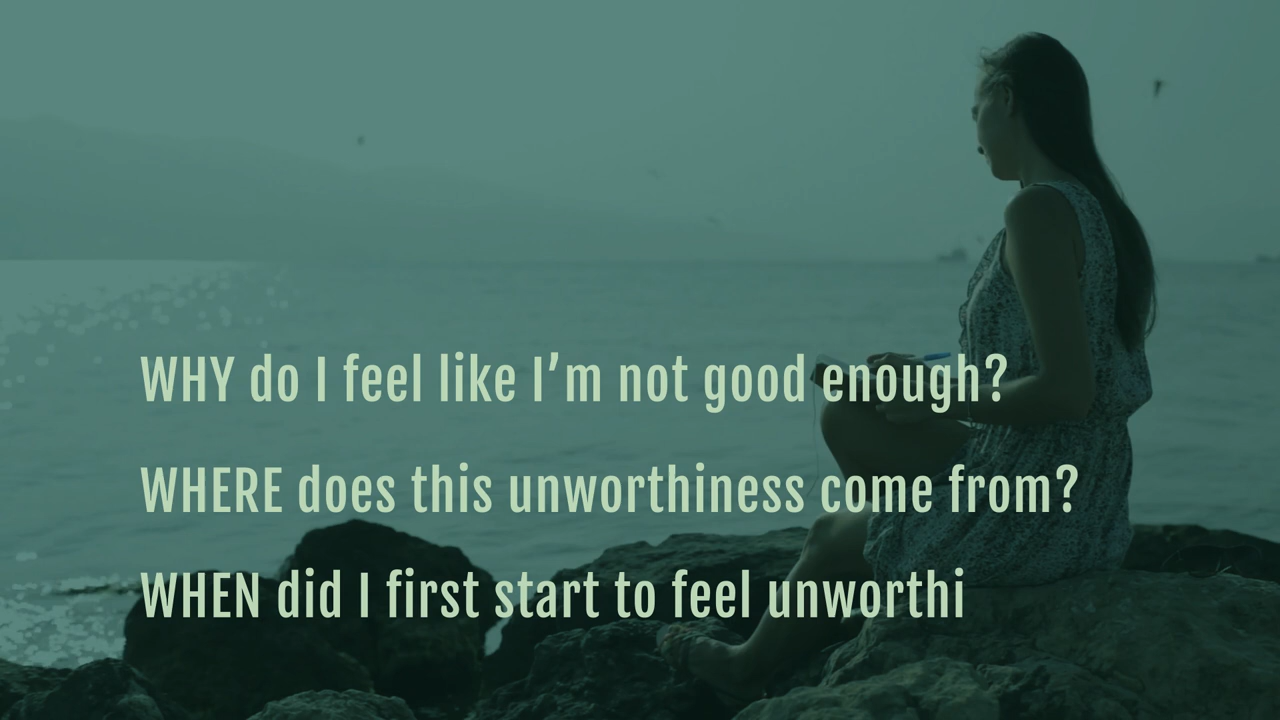 WHY do I feel like I’m not good enough?
WHERE does this unworthiness come from?
WHEN did I first start to feel unworthi